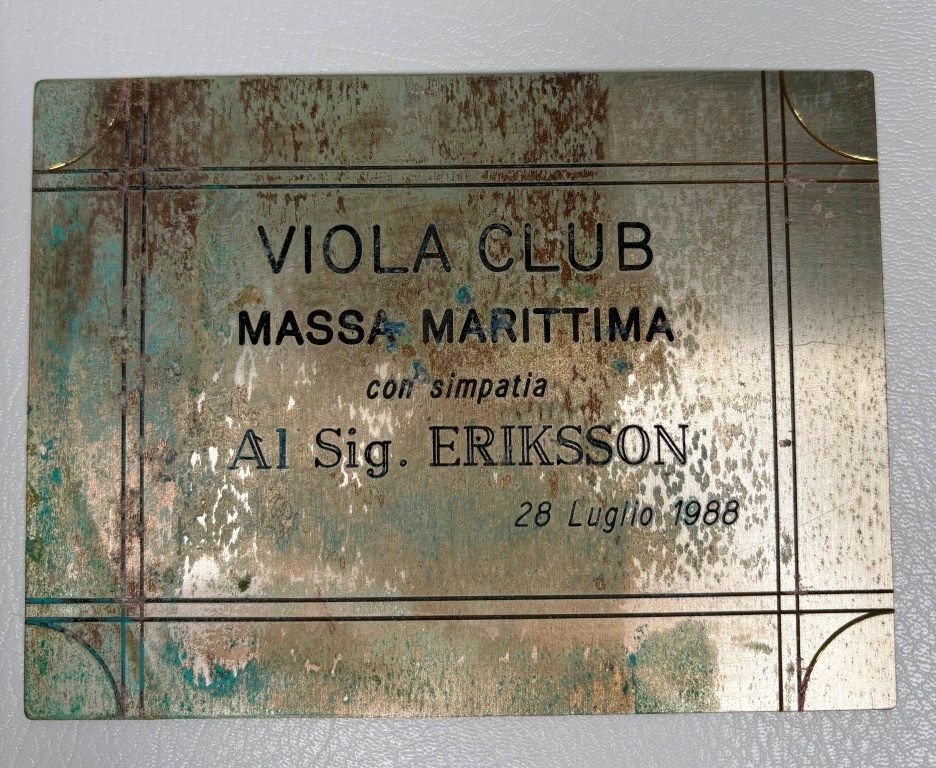 VIOLA CLUB
MASSA MARITTIMA
con simpatia
Al Sig. ERIKSSON
28 Luglio 1988